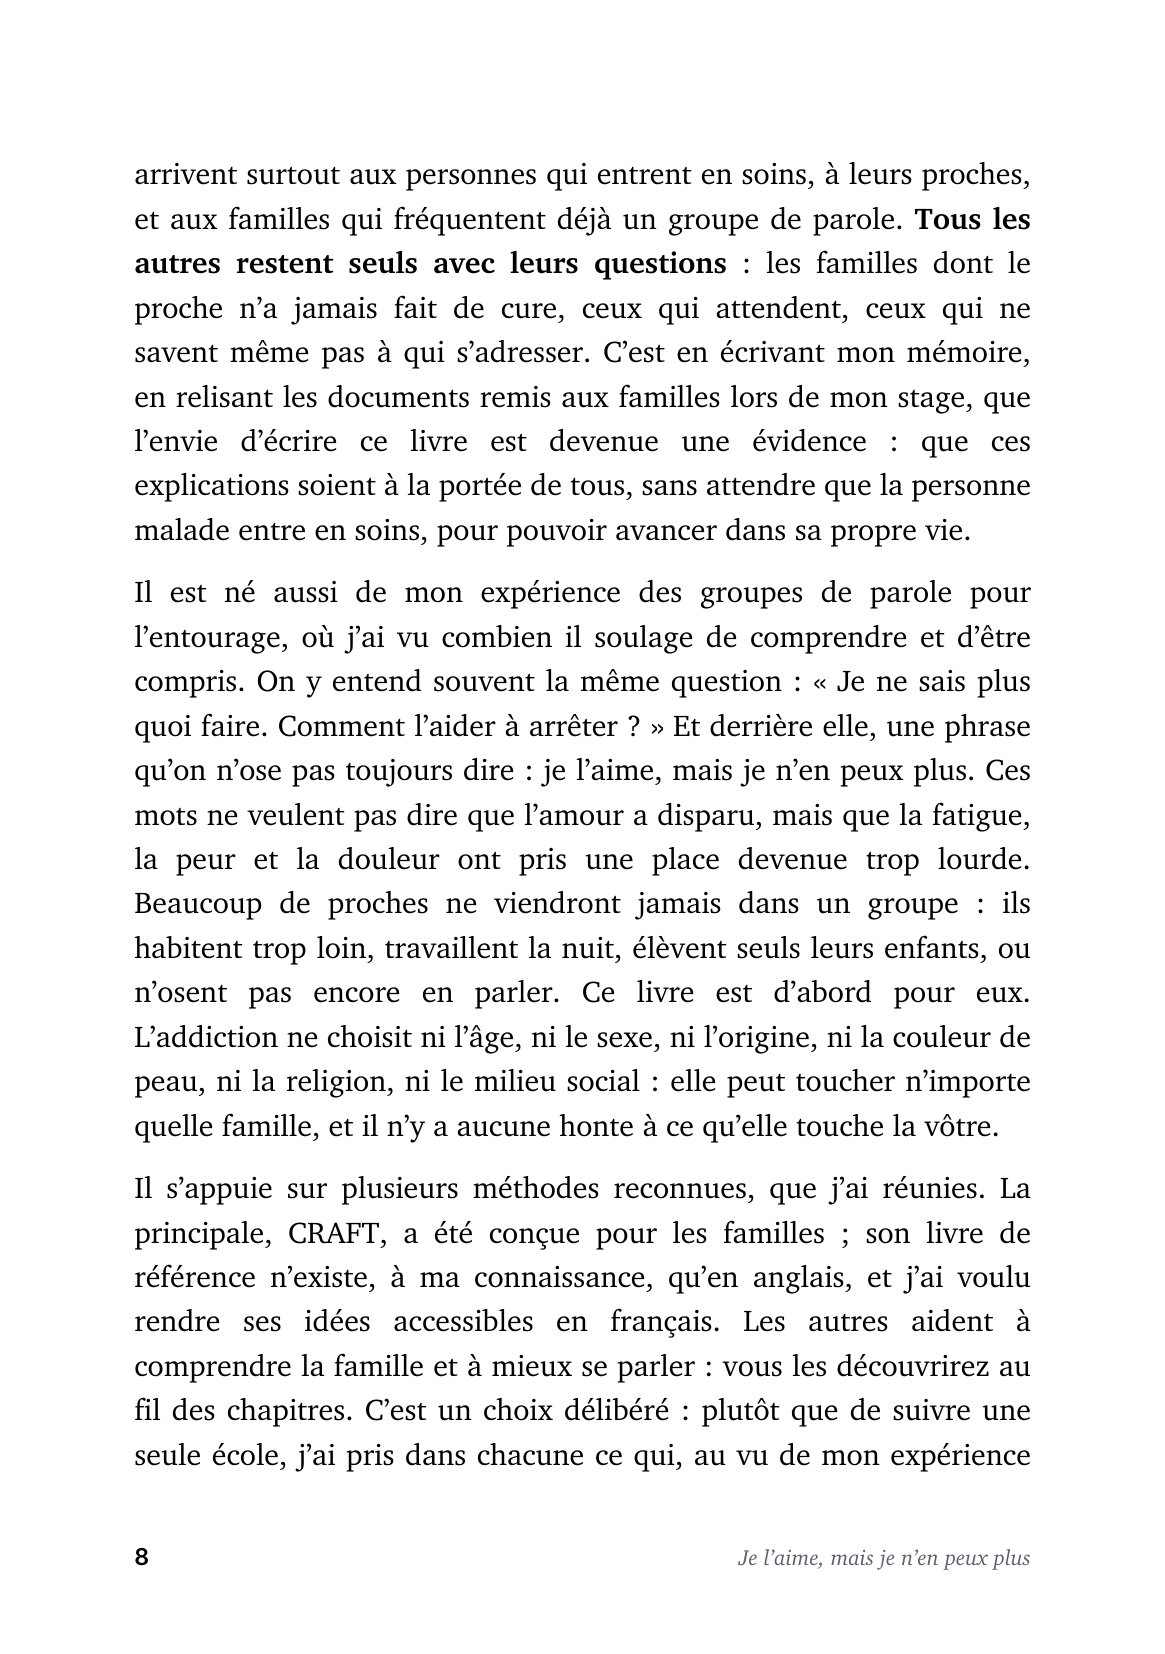 arrivent surtout aux personnes qui entrent en soins, à leurs proches,
et aux familles qui fréquentent déjà un groupe de parole. Tous les
autres restent seuls avec leurs questions : les familles dont le
proche n’a jamais fait de cure, ceux qui attendent, ceux qui ne
savent même pas à qui s’adresser. C’est en écrivant mon mémoire,
en relisant les documents remis aux familles lors de mon stage, que
l’envie d’écrire ce livre est devenue une évidence : que ces
explications soient à la portée de tous, sans attendre que la personne
malade entre en soins, pour pouvoir avancer dans sa propre vie.
Il est né aussi de mon expérience des groupes de parole pour
l’entourage, où j’ai vu combien il soulage de comprendre et d’être
compris. On y entend souvent la même question : « Je ne sais plus
quoi faire. Comment l’aider à arrêter ? » Et derrière elle, une phrase
qu’on n’ose pas toujours dire : je l’aime, mais je n’en peux plus. Ces
mots ne veulent pas dire que l’amour a disparu, mais que la fatigue,
la peur et la douleur ont pris une place devenue trop lourde.
Beaucoup de proches ne viendront jamais dans un groupe : ils
habitent trop loin, travaillent la nuit, élèvent seuls leurs enfants, ou
n’osent pas encore en parler. Ce livre est d’abord pour eux.
L’addiction ne choisit ni l’âge, ni le sexe, ni l’origine, ni la couleur de
peau, ni la religion, ni le milieu social : elle peut toucher n’importe
quelle famille, et il n’y a aucune honte à ce qu’elle touche la vôtre.
Il s’appuie sur plusieurs méthodes reconnues, que j’ai réunies. La
principale, CRAFT, a été conçue pour les familles ; son livre de
référence n’existe, à ma connaissance, qu’en anglais, et j’ai voulu
rendre ses idées accessibles en français. Les autres aident à
comprendre la famille et à mieux se parler : vous les découvrirez au
fil des chapitres. C’est un choix délibéré : plutôt que de suivre une
seule école, j’ai pris dans chacune ce qui, au vu de mon expérience
8
Je l’aime, mais je n’en peux plus